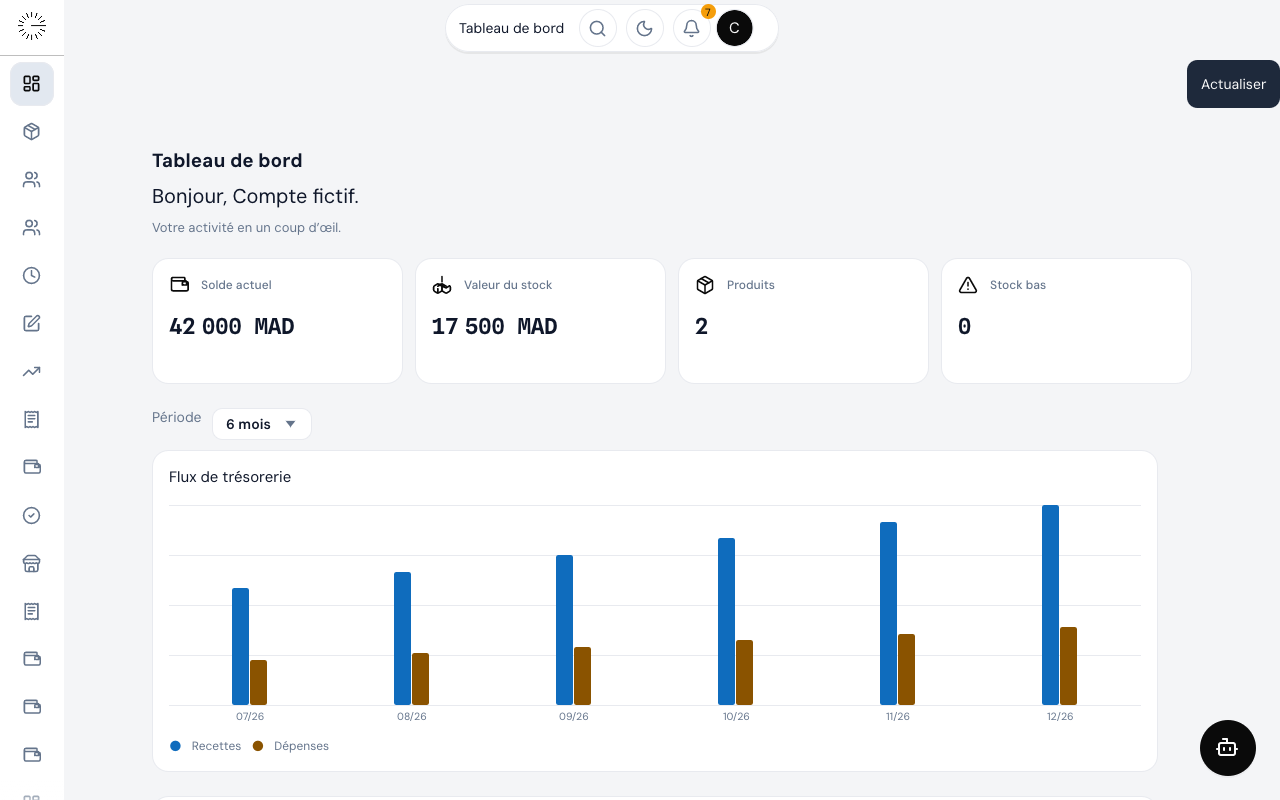 Tableau de bord
7
C
Actualiser
Tableau de bord
Bonjour, Compte fictif.
Votre activité en un coup d’œil.
Solde actuel
42 000 MAD
Valeur du stock
17 500 MAD
Produits
2
Stock bas
0
Période
6 mois
Flux de trésorerie
07/26 08/26 09/26 10/26 11/26 12/26
Recettes Dépenses